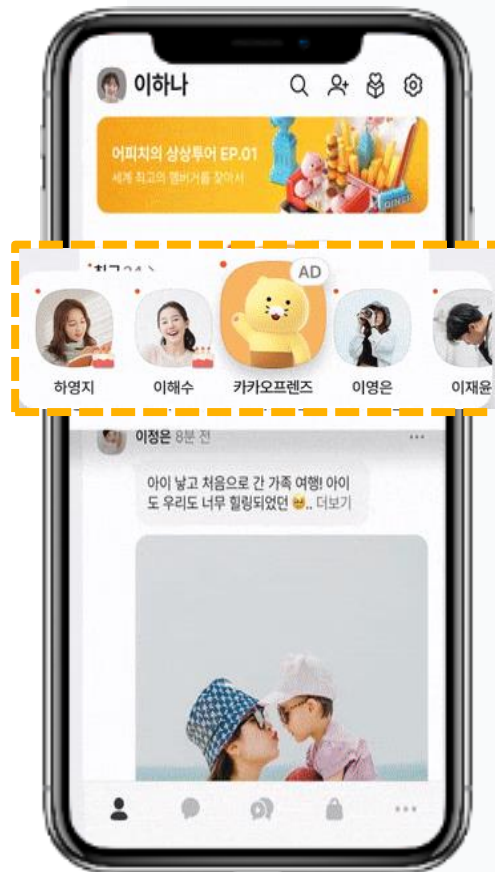 이하나
어피치의 상상투어 EP.01
세계 최고의 햄버거를 찾아서
DINER
AD
하영지
이해수
카카오프렌즈
이영은
이재윤
이정은 8분 전
아이 낳고 처음으로 간 가족 여행! 아이
도 우리도 너무 힐링되었던 🥹.. 더보기